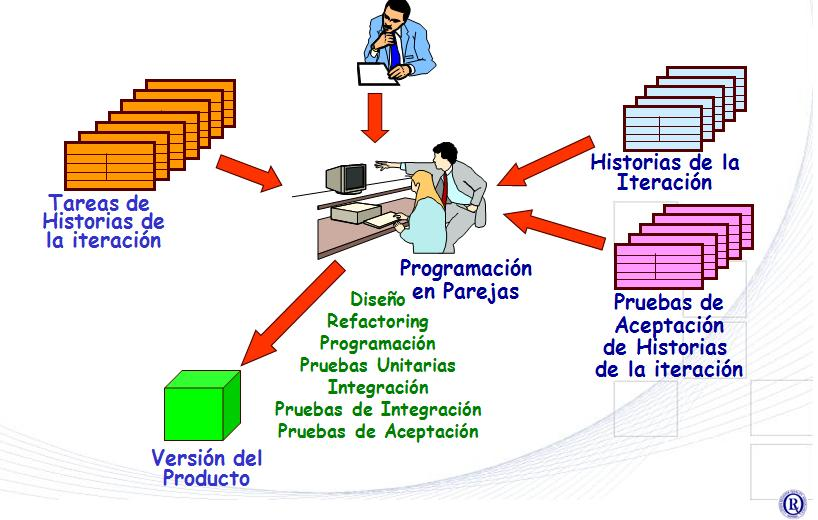 Tareas de
Historias de
la iteración
Historias de la
Iteración
Programación
en Parejas
Pruebas de
Aceptación
de Historias
de la iteración
Diseño
Refactoring
Programación
Pruebas Unitarias
Integración
Pruebas de Integración
Pruebas de Aceptación
Versión del
Producto